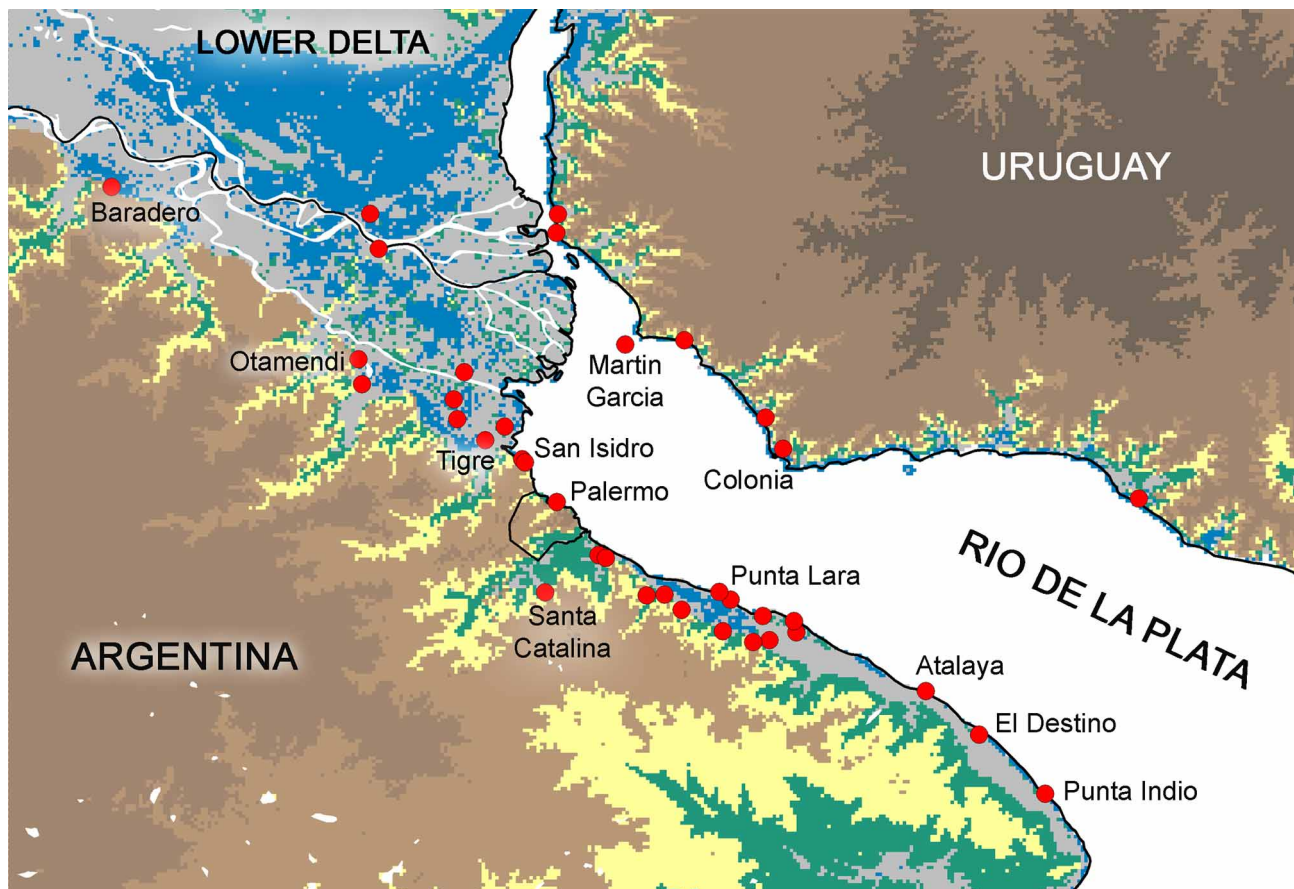 LOWER DELTA
URUGUAY
Baradero
Otamendi
Martin
Garcia
Tigre
San Isidro
Colonia
Palermo
RIO DE LA PLATA
Punta Lara
Santa
Catalina
ARGENTINA
Atalaya
El Destino
Punta Indio